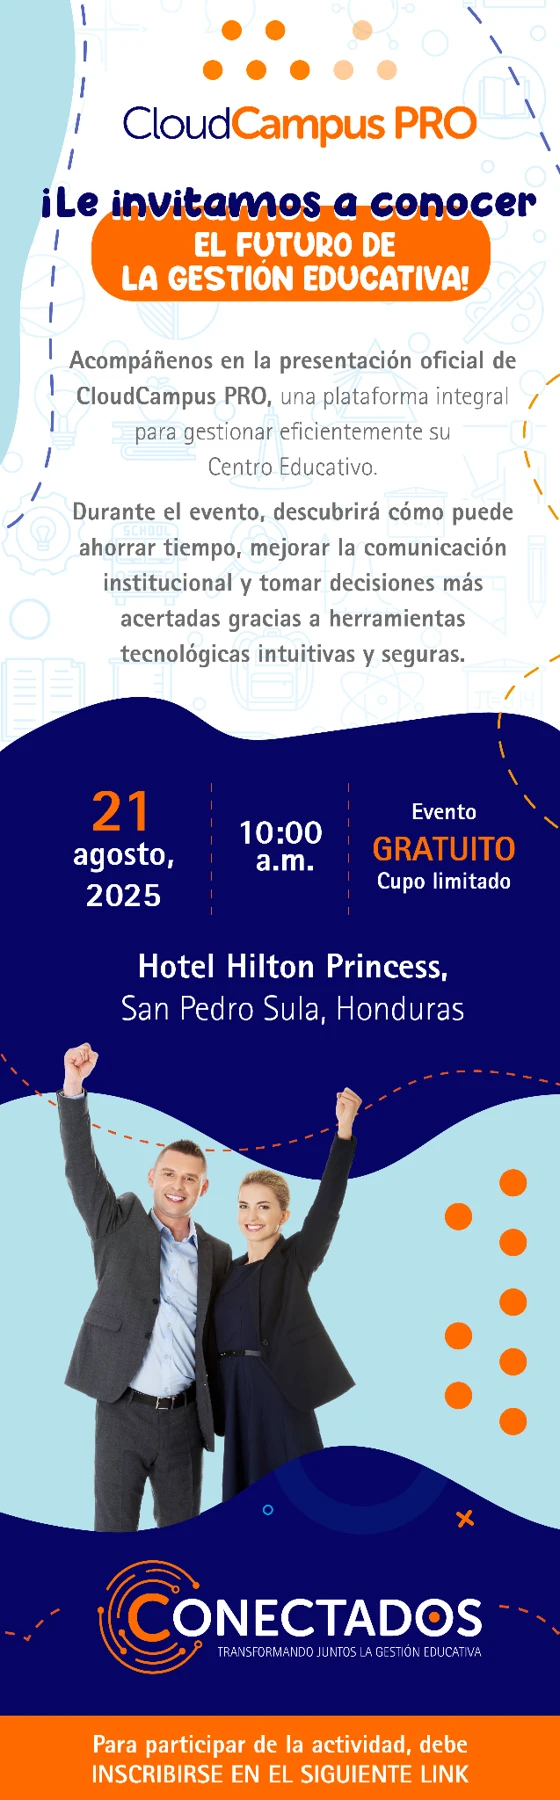 CloudCampus PRO
¡Le invitamos a conocer
EL FUTURO DE
LA GESTIÓN EDUCATIVA!
Acompáñenos en la presentación oficial de
CloudCampus PRO, una plataforma integral
para gestionar eficientemente su
Centro Educativo.
Durante el evento, descubrirá cómo puede
ahorrar tiempo, mejorar la comunicación
institucional y tomar decisiones más
acertadas gracias a herramientas
tecnológicas intuitivas y seguras.
SCHOOL
21
agosto,
2025
10:00
a.m.
Evento
GRATUITO
Cupo limitado
Hotel Hilton Princess,
San Pedro Sula, Honduras
CONECTADOS
TRANSFORMANDO JUNTOS LA GESTIÓN EDUCATIVA
Para participar de la actividad, debe
INSCRIBIRSE EN EL SIGUIENTE LINK